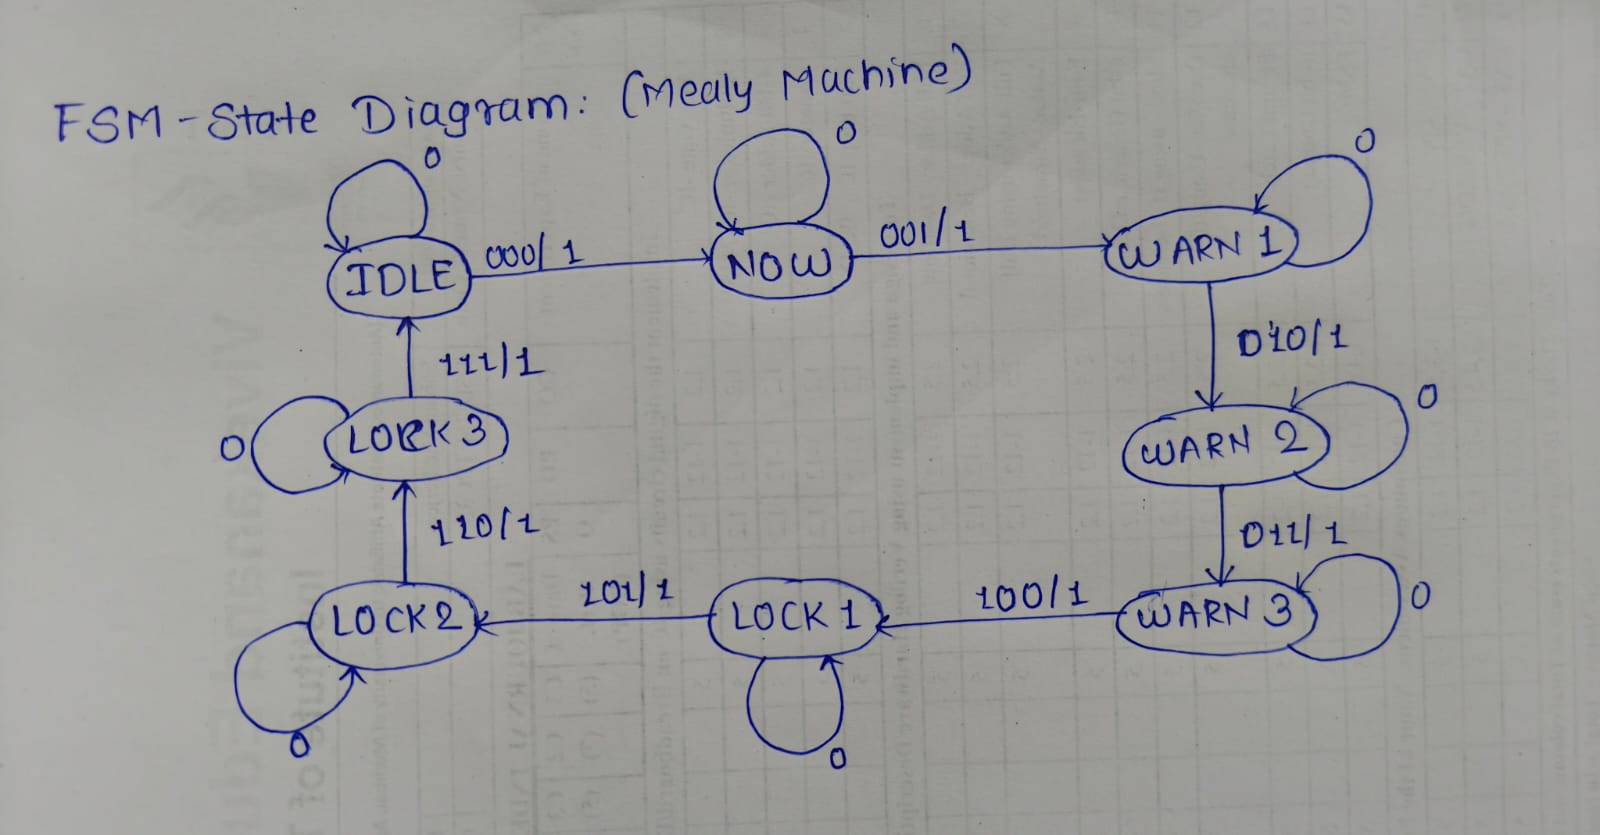 FSM - State Diagram: (Mealy Machine)
0
0
0
IDLE
000/1
NOW
001/1
WARN 1
010/1
111/1
0
LOCK 3
WARN 2
0
110/1
011/1
LOCK 2
101/1
LOCK 1
100/1
WARN 3
0
0
0